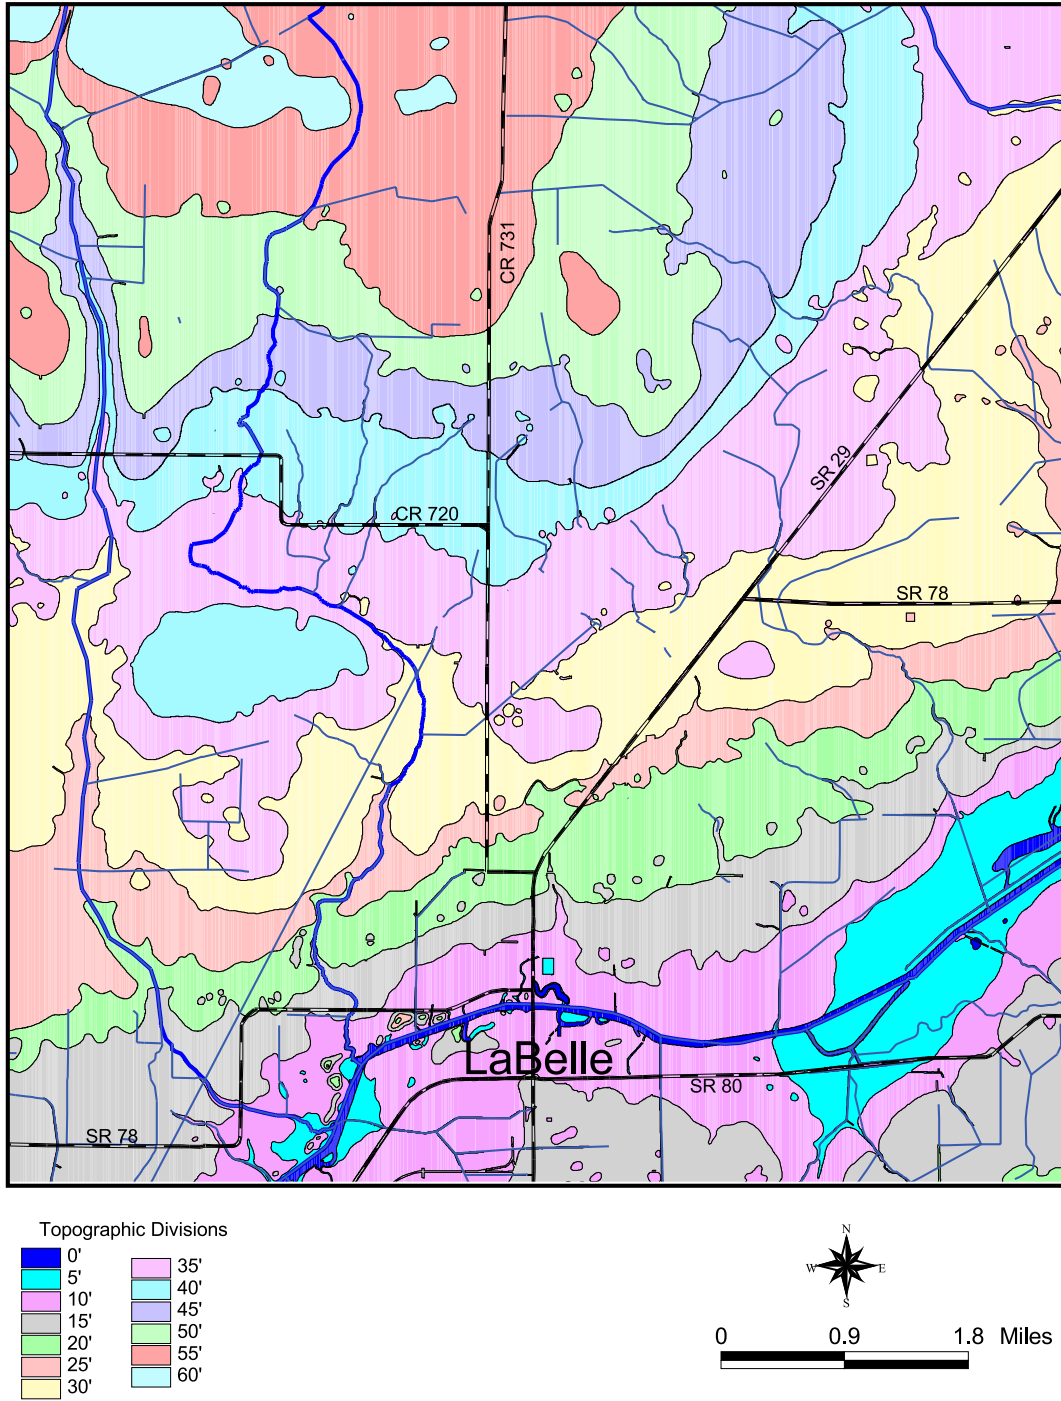 CR 731
SR 29
CR 720
SR 78
LaBelle
SR 80
SR 78
Topographic Divisions
0'
5'
10'
15'
20'
25'
30'
35'
40'
45'
50'
55'
60'
N
W E
S
0 0.9 1.8 Miles